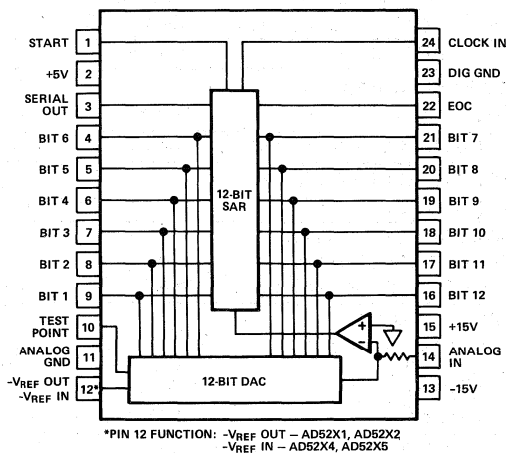 START 1
+5V 2
SERIAL
OUT 3
BIT 6 4
BIT 5 5
BIT 4 6
BIT 3 7
BIT 2 8
BIT 1 9
TEST
POINT 10
ANALOG
GND 11
–VREF OUT
–VREF IN 12*
12-BIT
SAR
12-BIT DAC
+
–
24 CLOCK IN
23 DIG GND
22 EOC
21 BIT 7
20 BIT 8
19 BIT 9
18 BIT 10
17 BIT 11
16 BIT 12
15 +15V
14 ANALOG
IN
13 –15V
*PIN 12 FUNCTION: –VREF OUT – AD52X1, AD52X2
–VREF IN – AD52X4, AD52X5